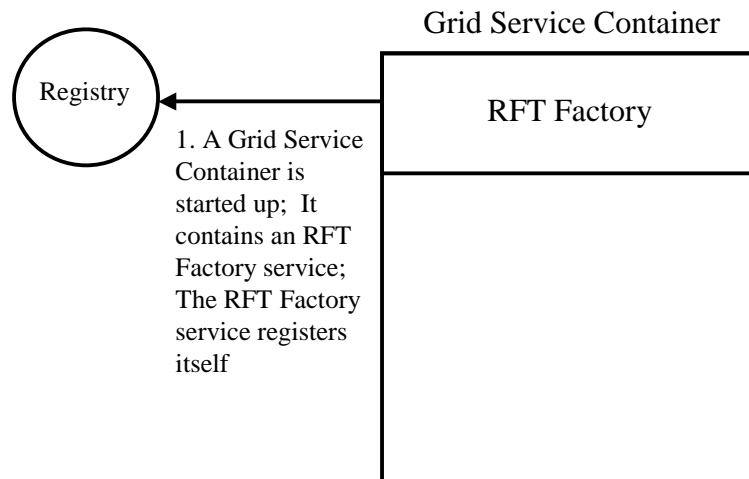 Grid Service Container
Registry
RFT Factory
1. A Grid Service
Container is
started up;  It
contains an RFT
Factory service;
The RFT Factory
service registers
itself